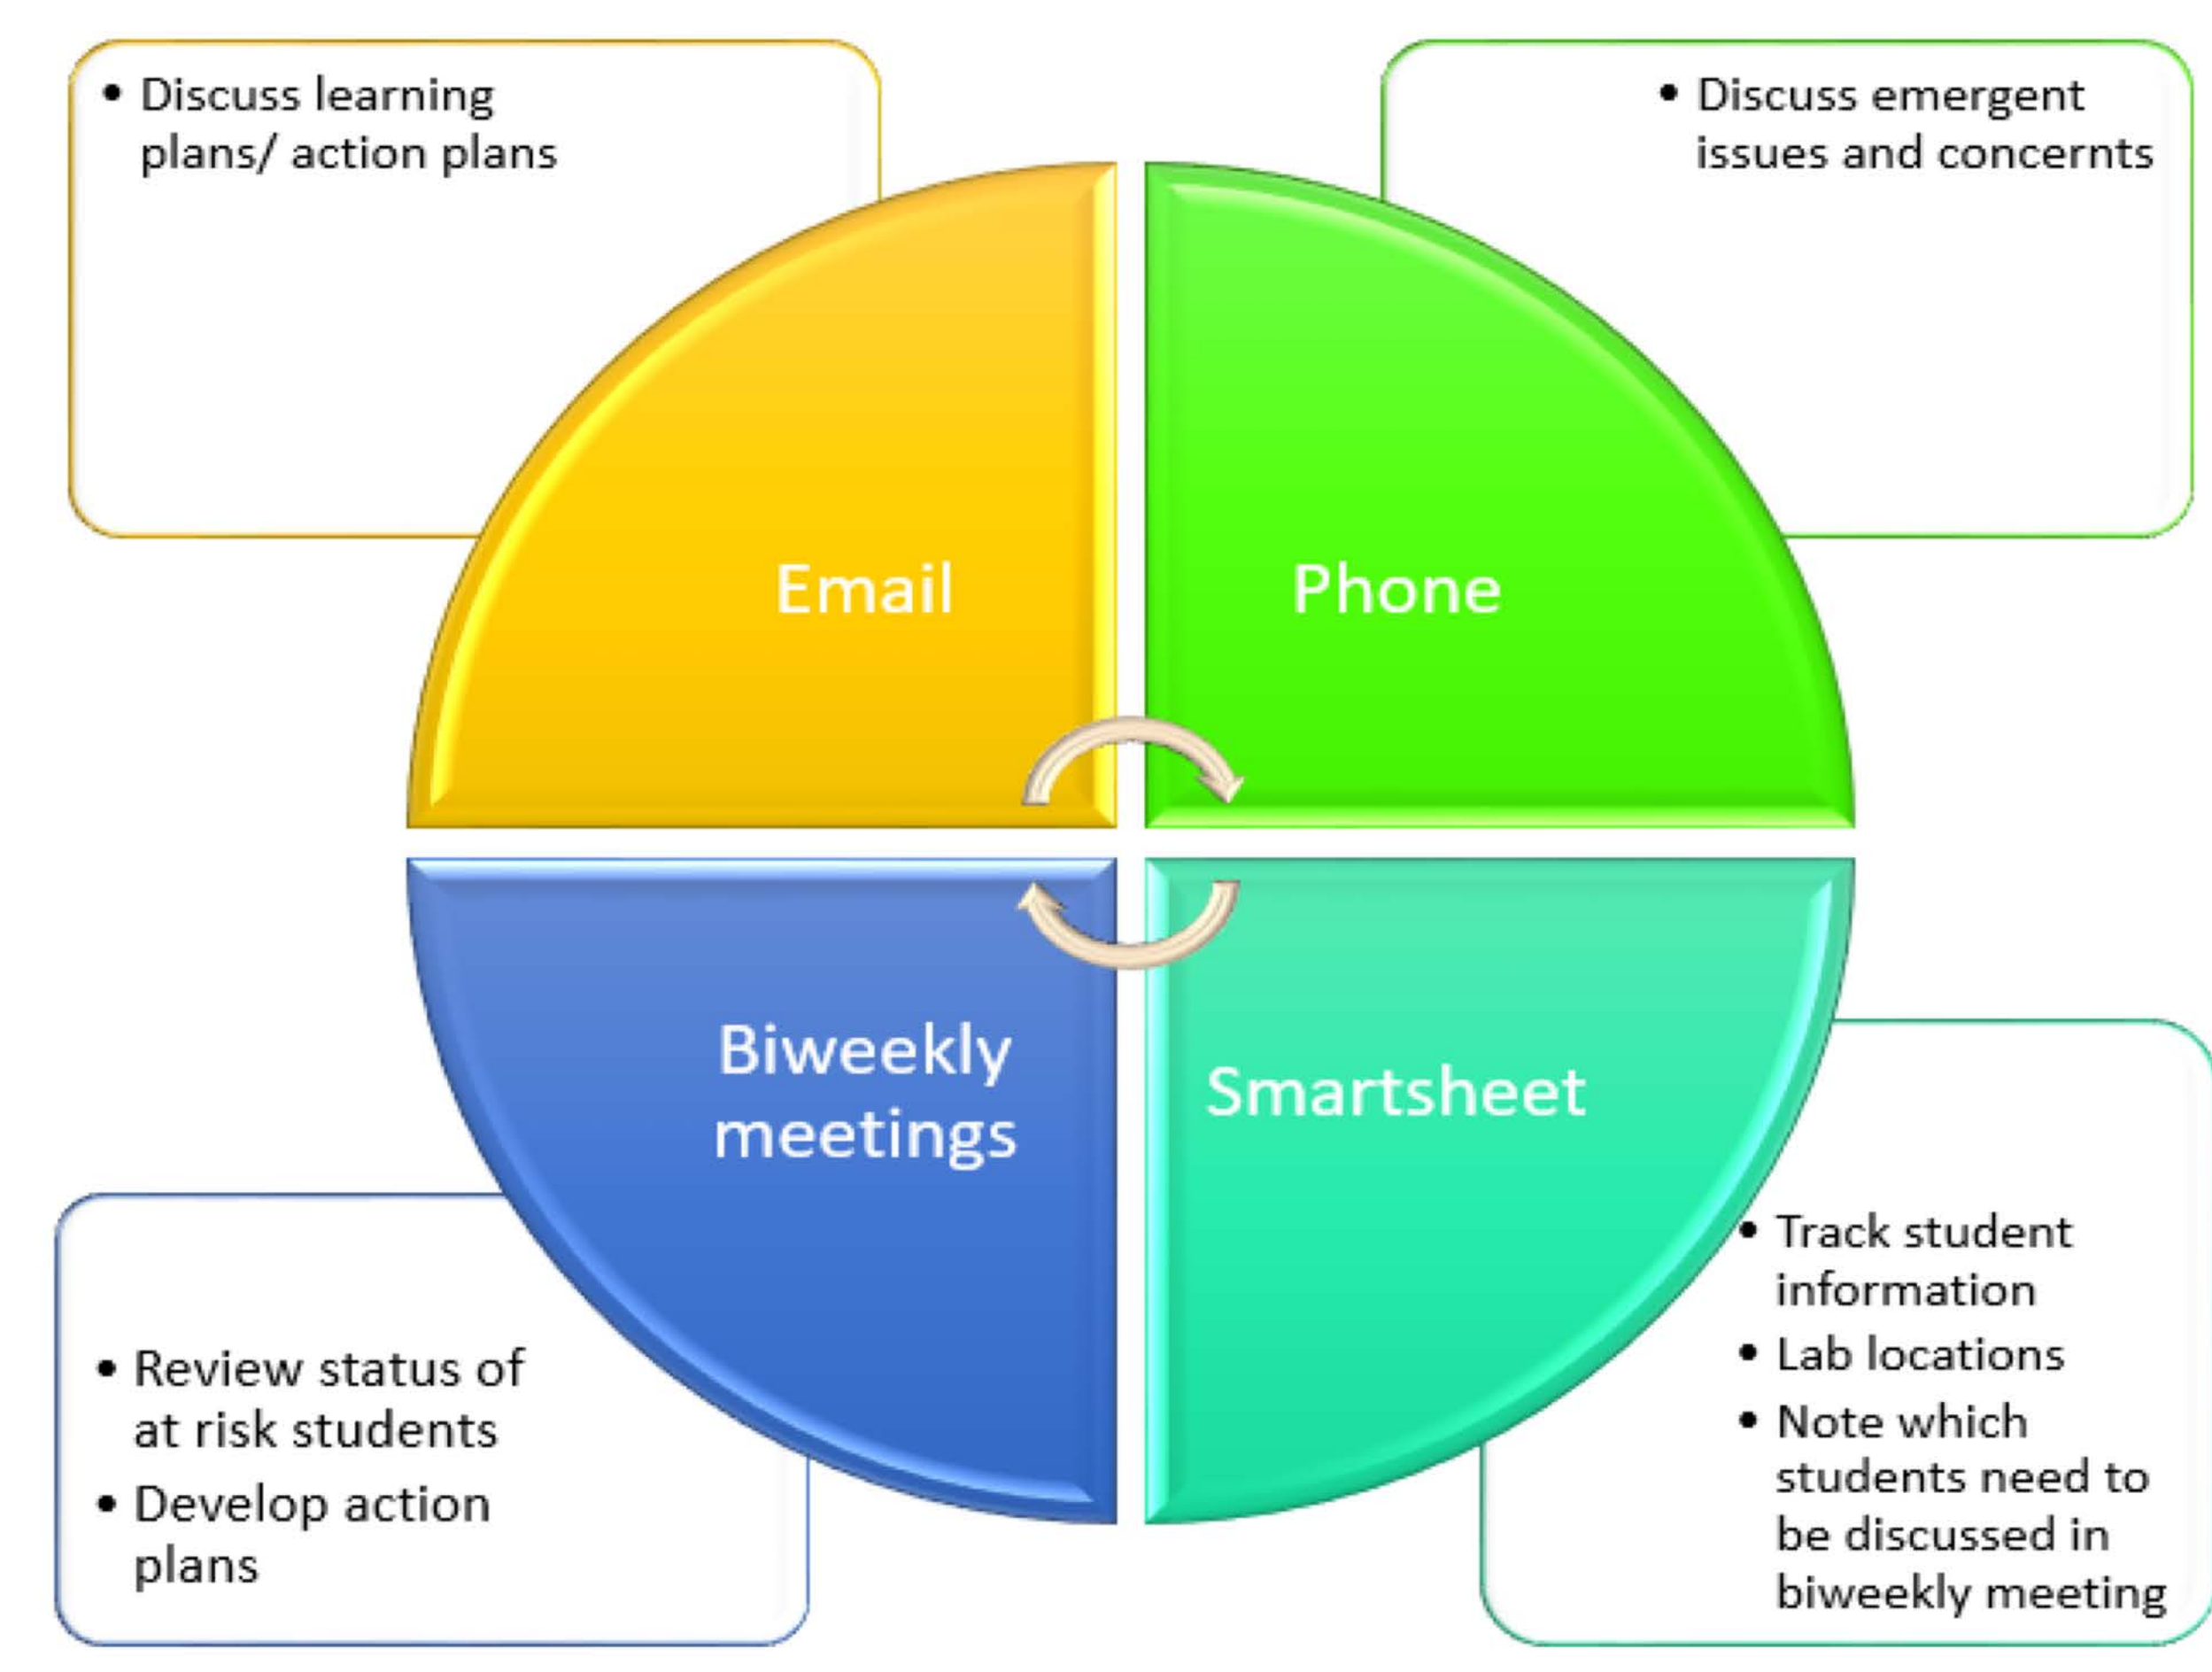 • Discuss learning
plans/ action plans
• Discuss emergent
issues and concernts
Email
Phone
Biweekly
meetings
Smartsheet
• Review status of
at risk students
• Develop action
plans
• Track student
information
• Lab locations
• Note which
students need to
be discussed in
biweekly meeting